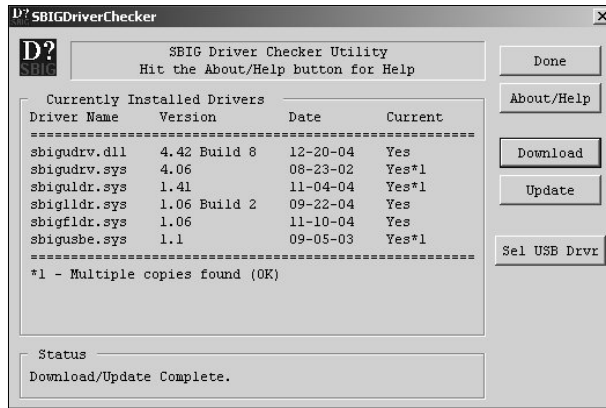 D? SBIGDriverChecker
D? SBIG
SBIG Driver Checker Utility
Hit the About/Help button for Help
Done
About/Help
Download
Update
Sel USB Drvr
Currently Installed Drivers
Driver Name Version Date Current
================================================
sbigudrv.dll 4.42 Build 8 12-20-04 Yes
sbigudrv.sys 4.06 08-23-02 Yes*1
sbiguldr.sys 1.41 11-04-04 Yes*1
sbiglldr.sys 1.06 Build 2 09-22-04 Yes
sbigfldr.sys 1.06 11-10-04 Yes
sbigusbe.sys 1.1 09-05-03 Yes*1
================================================
*1 - Multiple copies found (OK)
Status
Download/Update Complete.